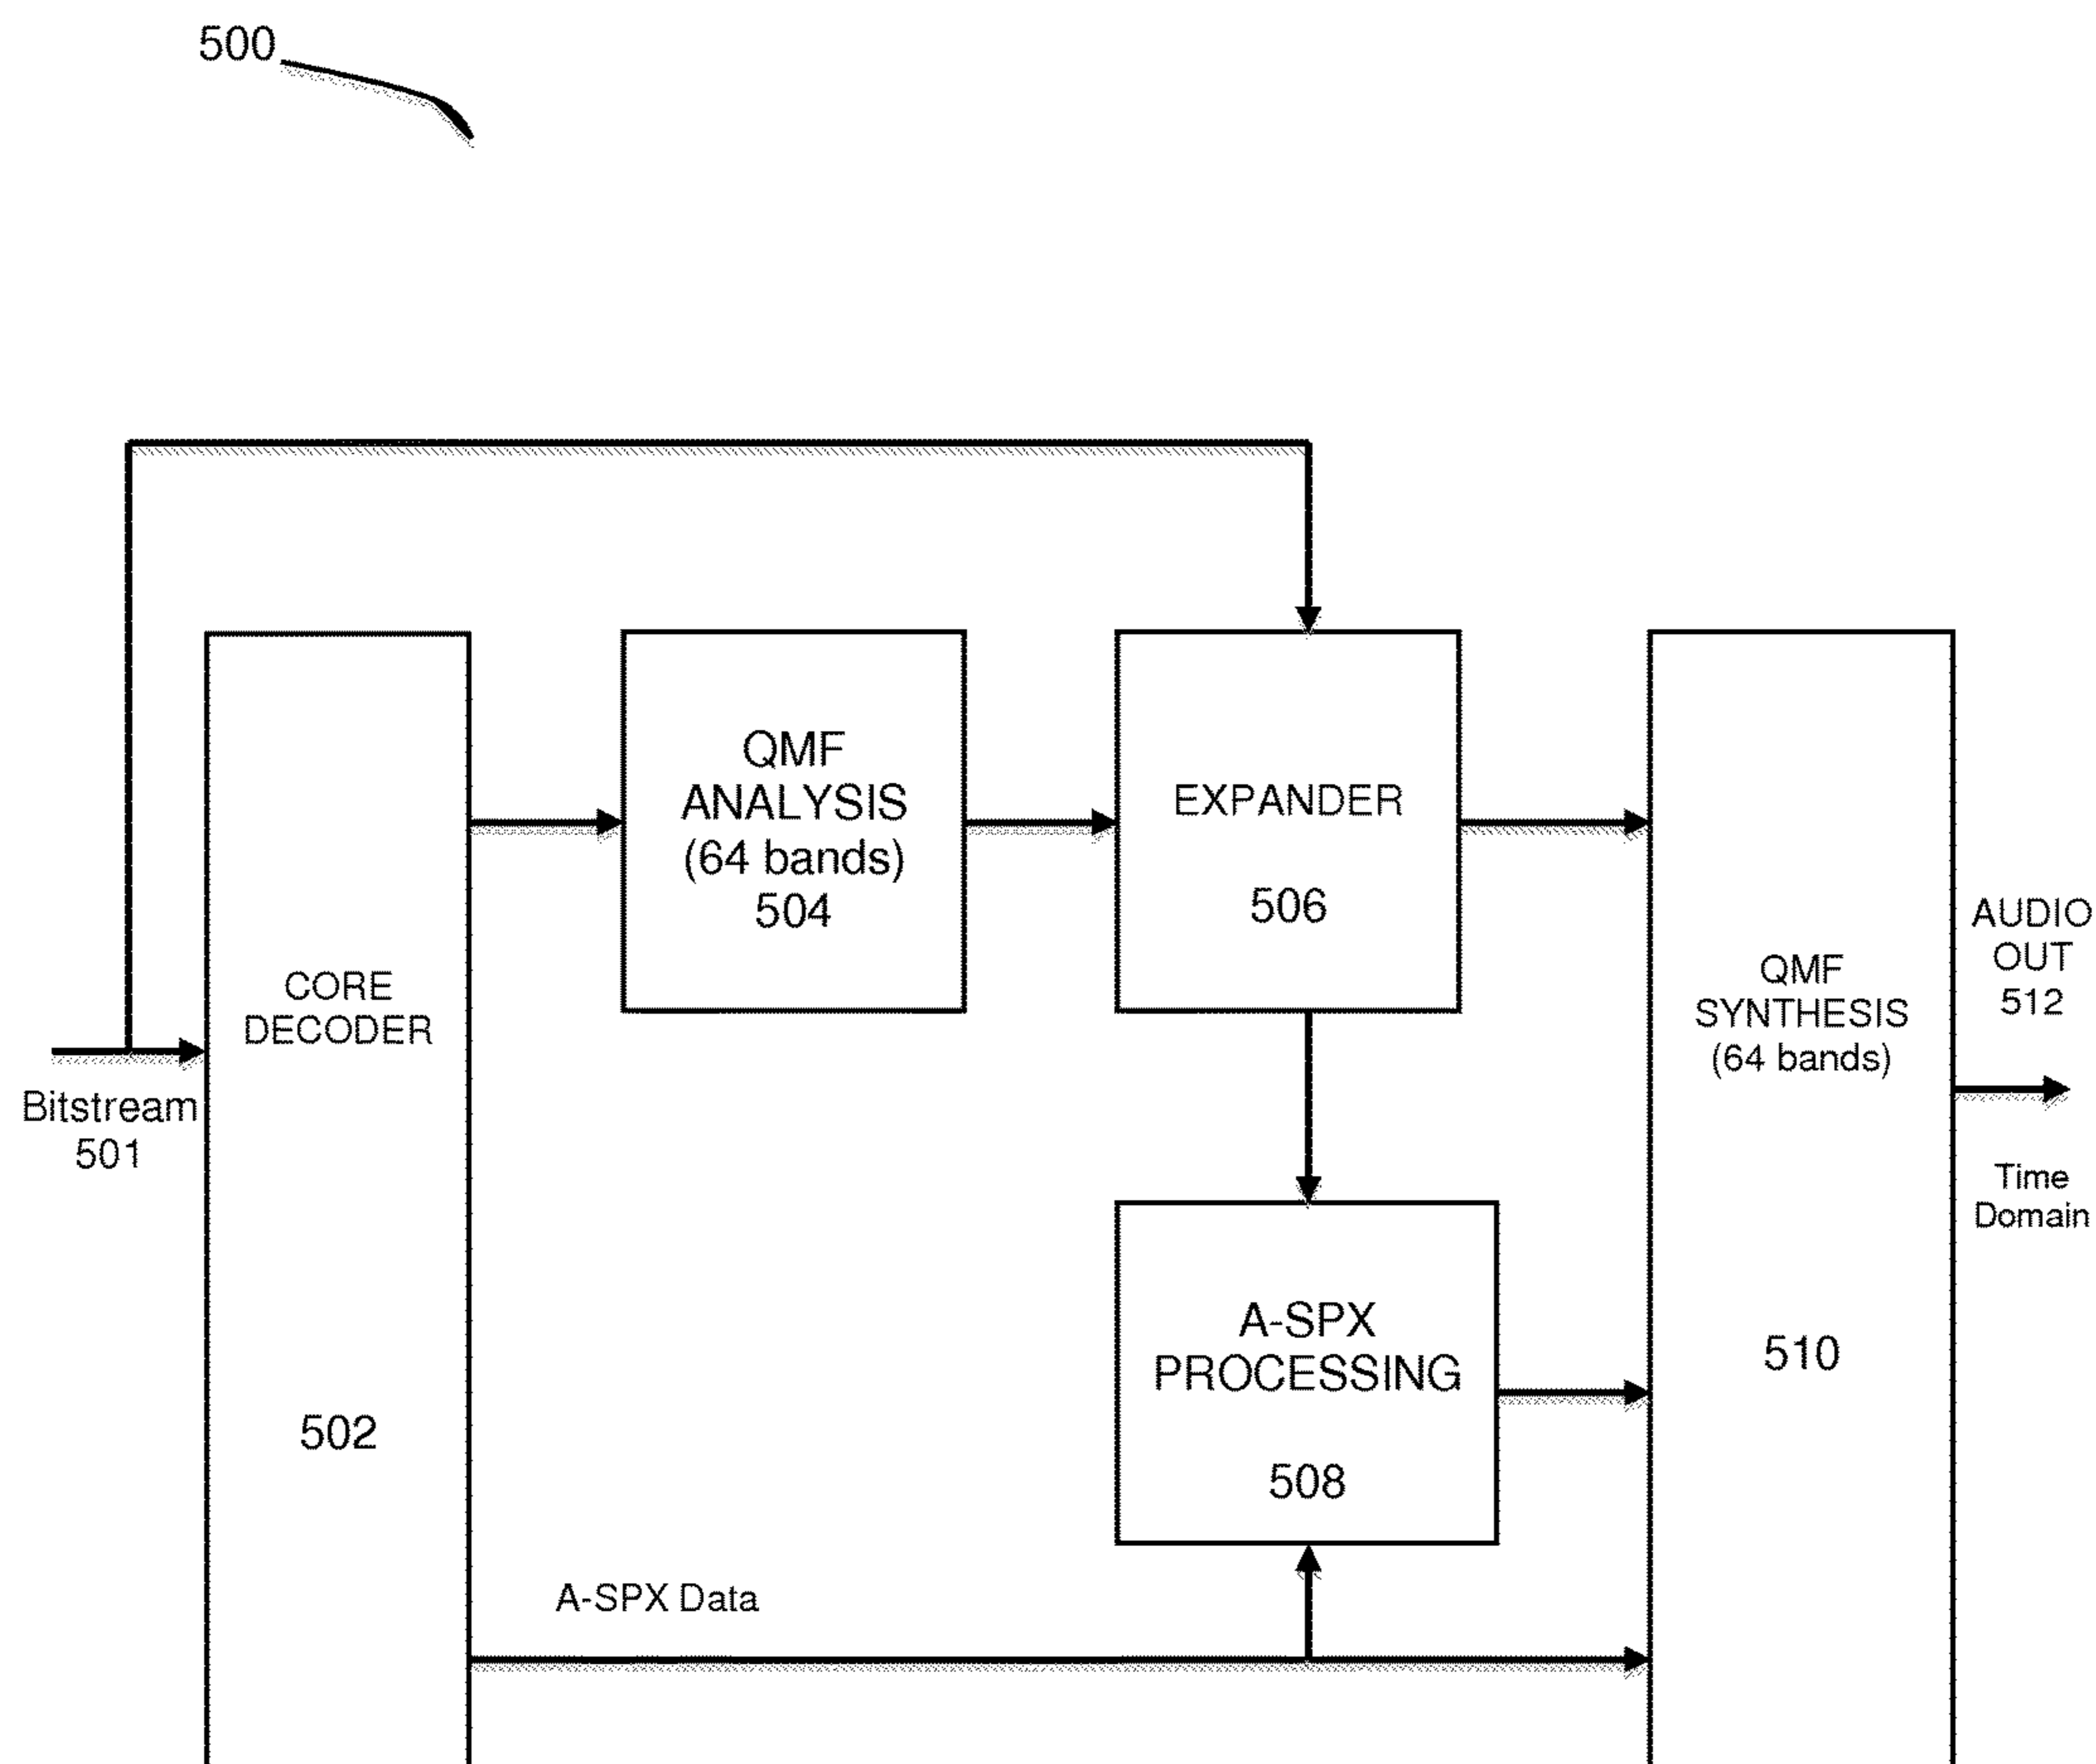 500
QMF
ANALYSIS
(64 bands)
504
EXPANDER
506
CORE
DECODER
502
Bitstream
501
QMF
SYNTHESIS
(64 bands)
510
AUDIO
OUT
512
Time
Domain
A-SPX
PROCESSING
508
A-SPX Data